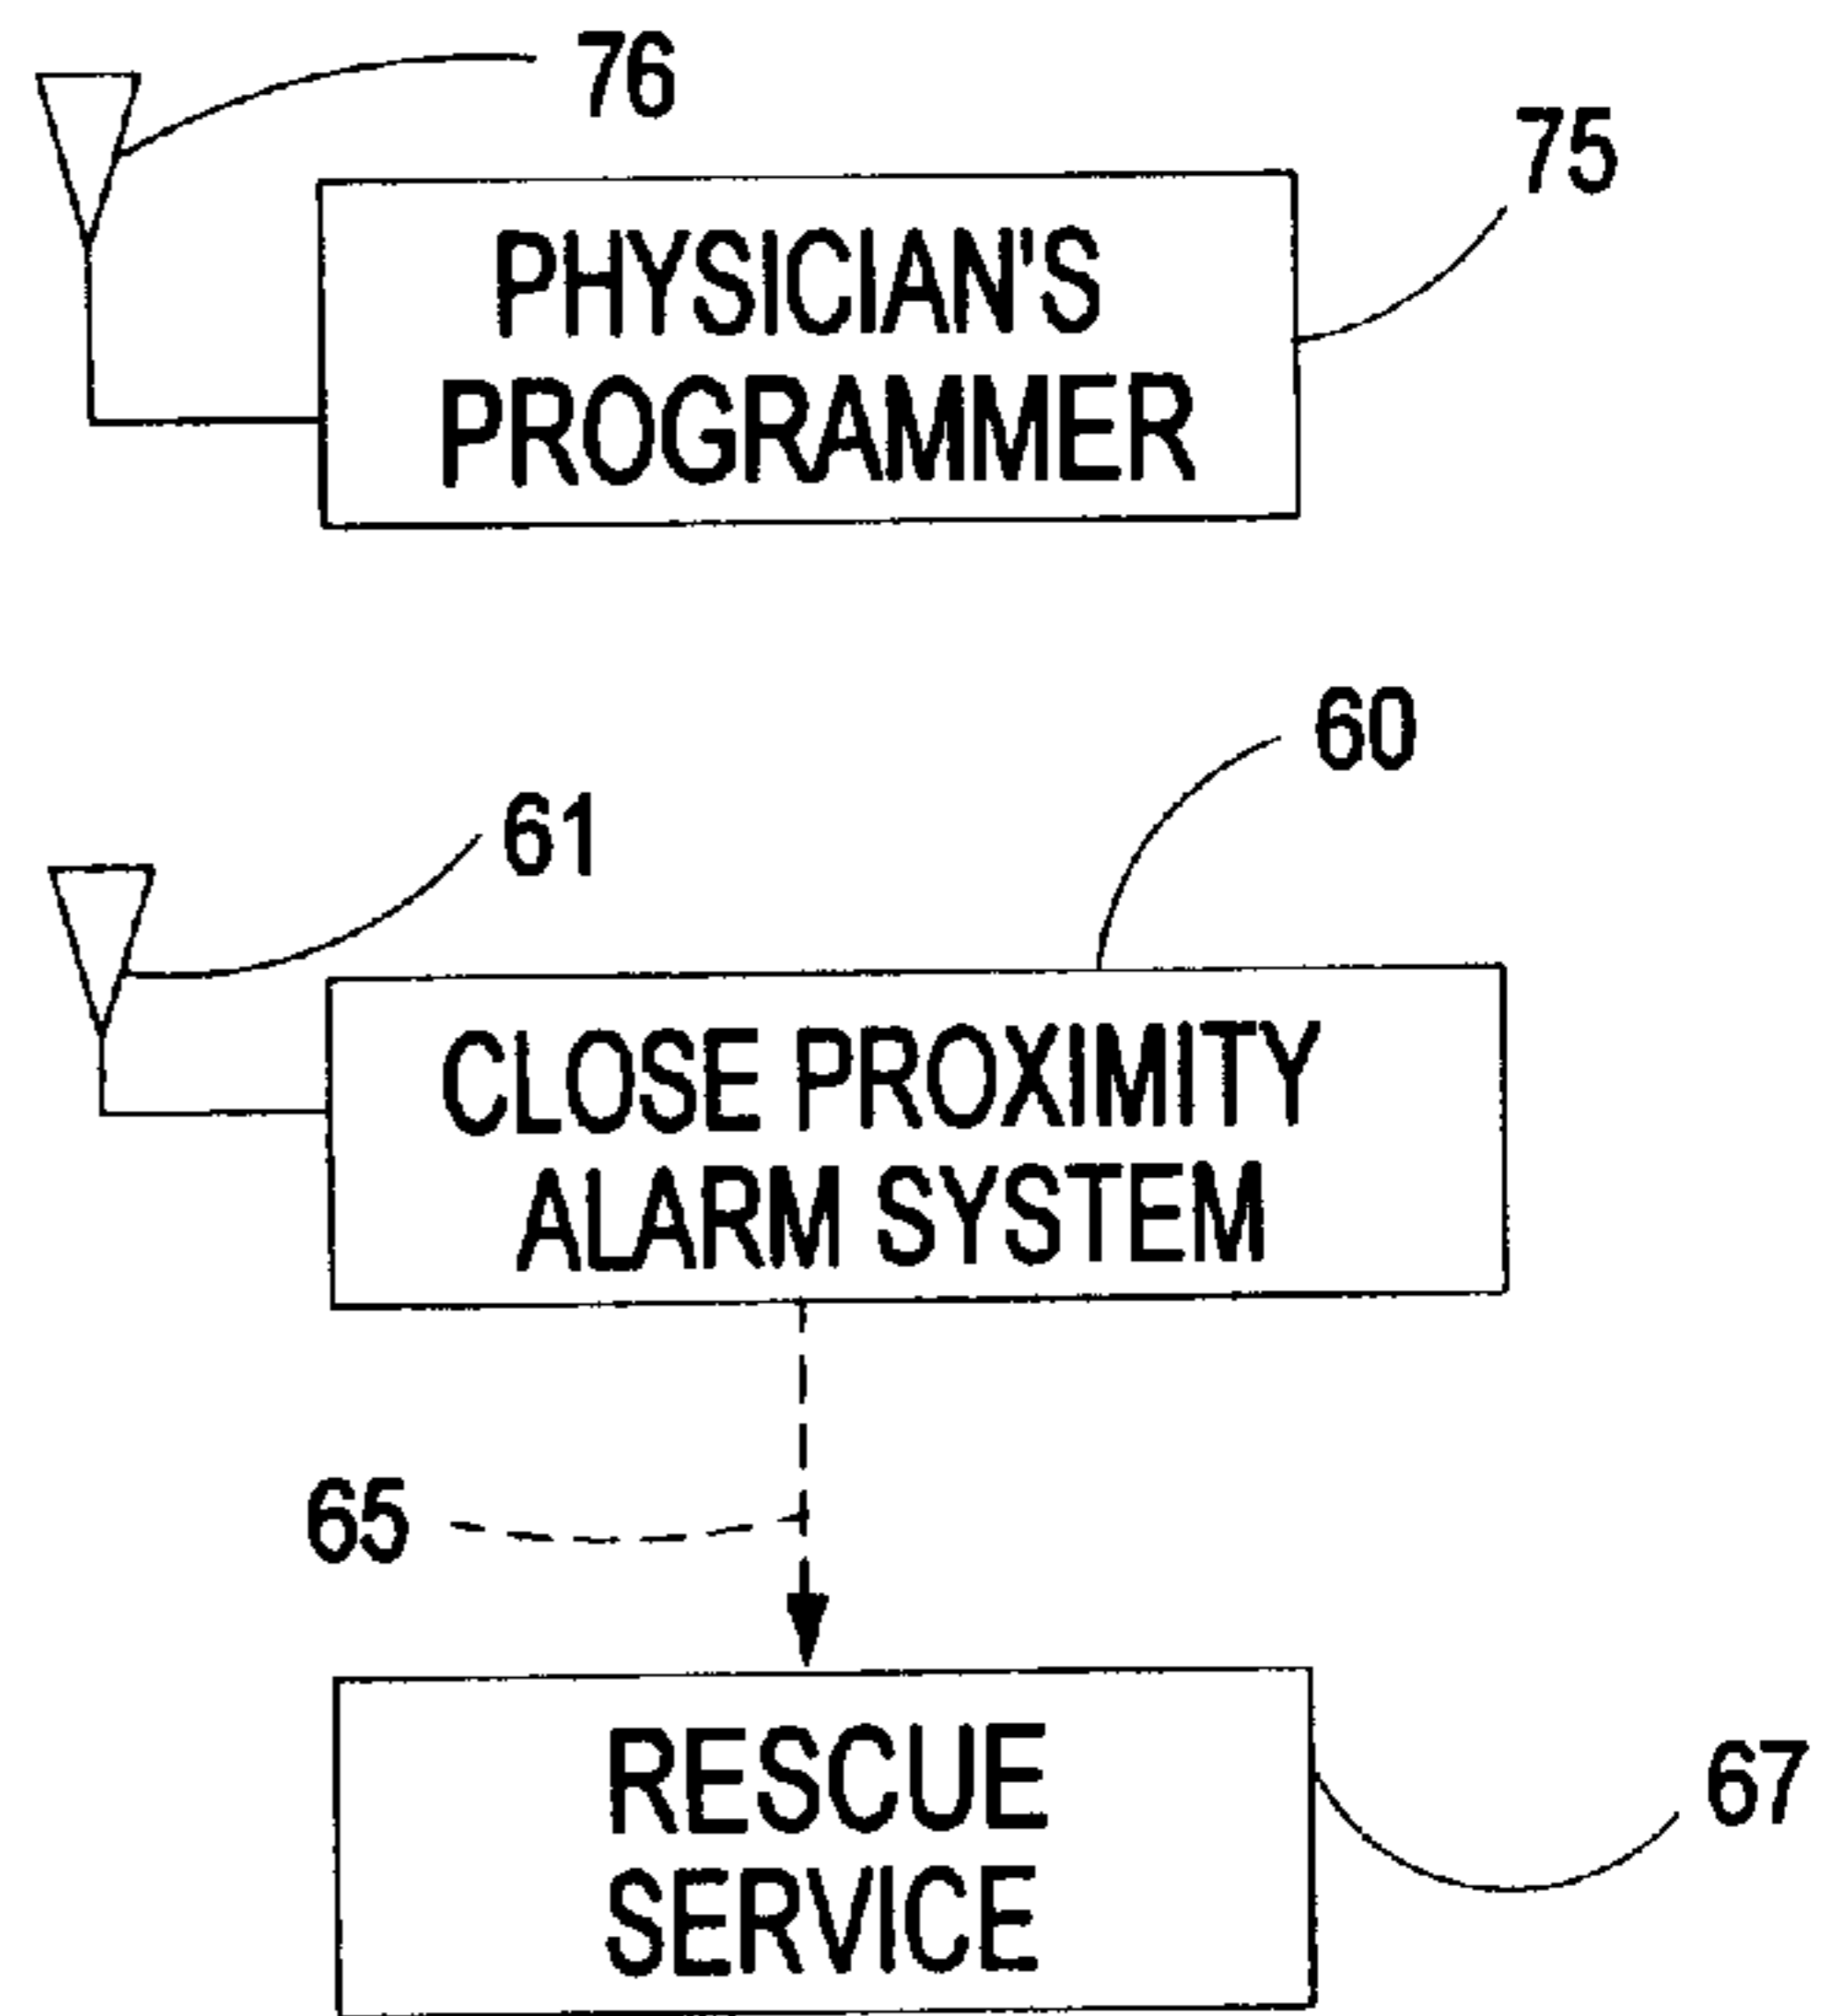 76
75
PHYSICIAN'S
PROGRAMMER
60
61
CLOSE PROXIMITY
ALARM SYSTEM
65
RESCUE
SERVICE
67